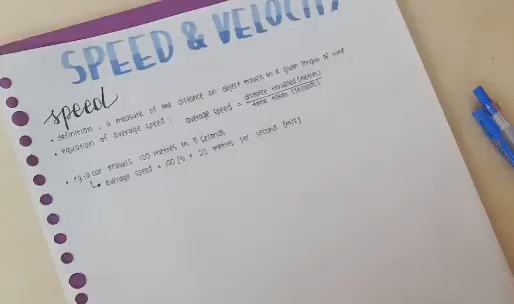 SPEED & VELOCITY
speed
• definition : a measure of the distance an object travels in a given length of time
• equation of average speed : average speed = distance travelled (metres)
time taken (seconds)
• eg. a car travels 100 metres in 5 seconds
↳ average speed = 100/5 = 20 metres per second (m/s)